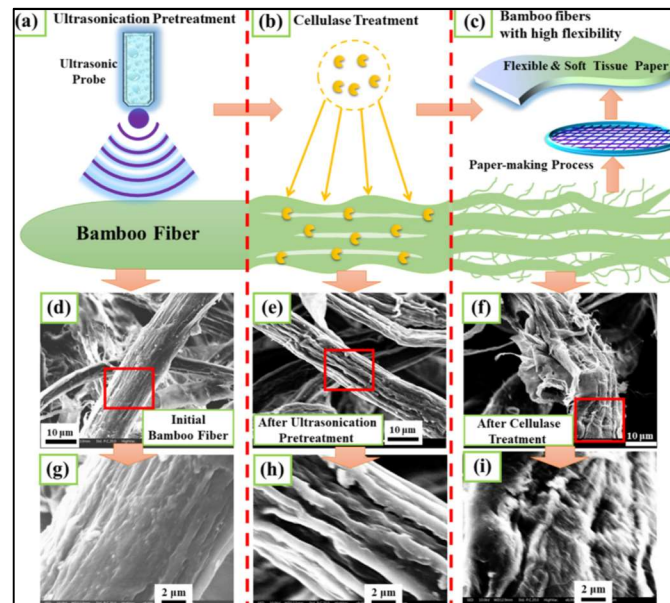 (a)
Ultrasonication Pretreatment
Ultrasonic
Probe
Bamboo Fiber
(b)
Cellulase Treatment
(c)
Bamboo fibers
with high flexibility
Flexible & Soft Tissue Paper
Paper-making Process
(d)
10 μm
Initial
Bamboo Fiber
(e)
After Ultrasonication
Pretreatment
10 μm
(f)
After Cellulase
Treatment
10 μm
(g)
2 μm
(h)
2 μm
(i)
2 μm